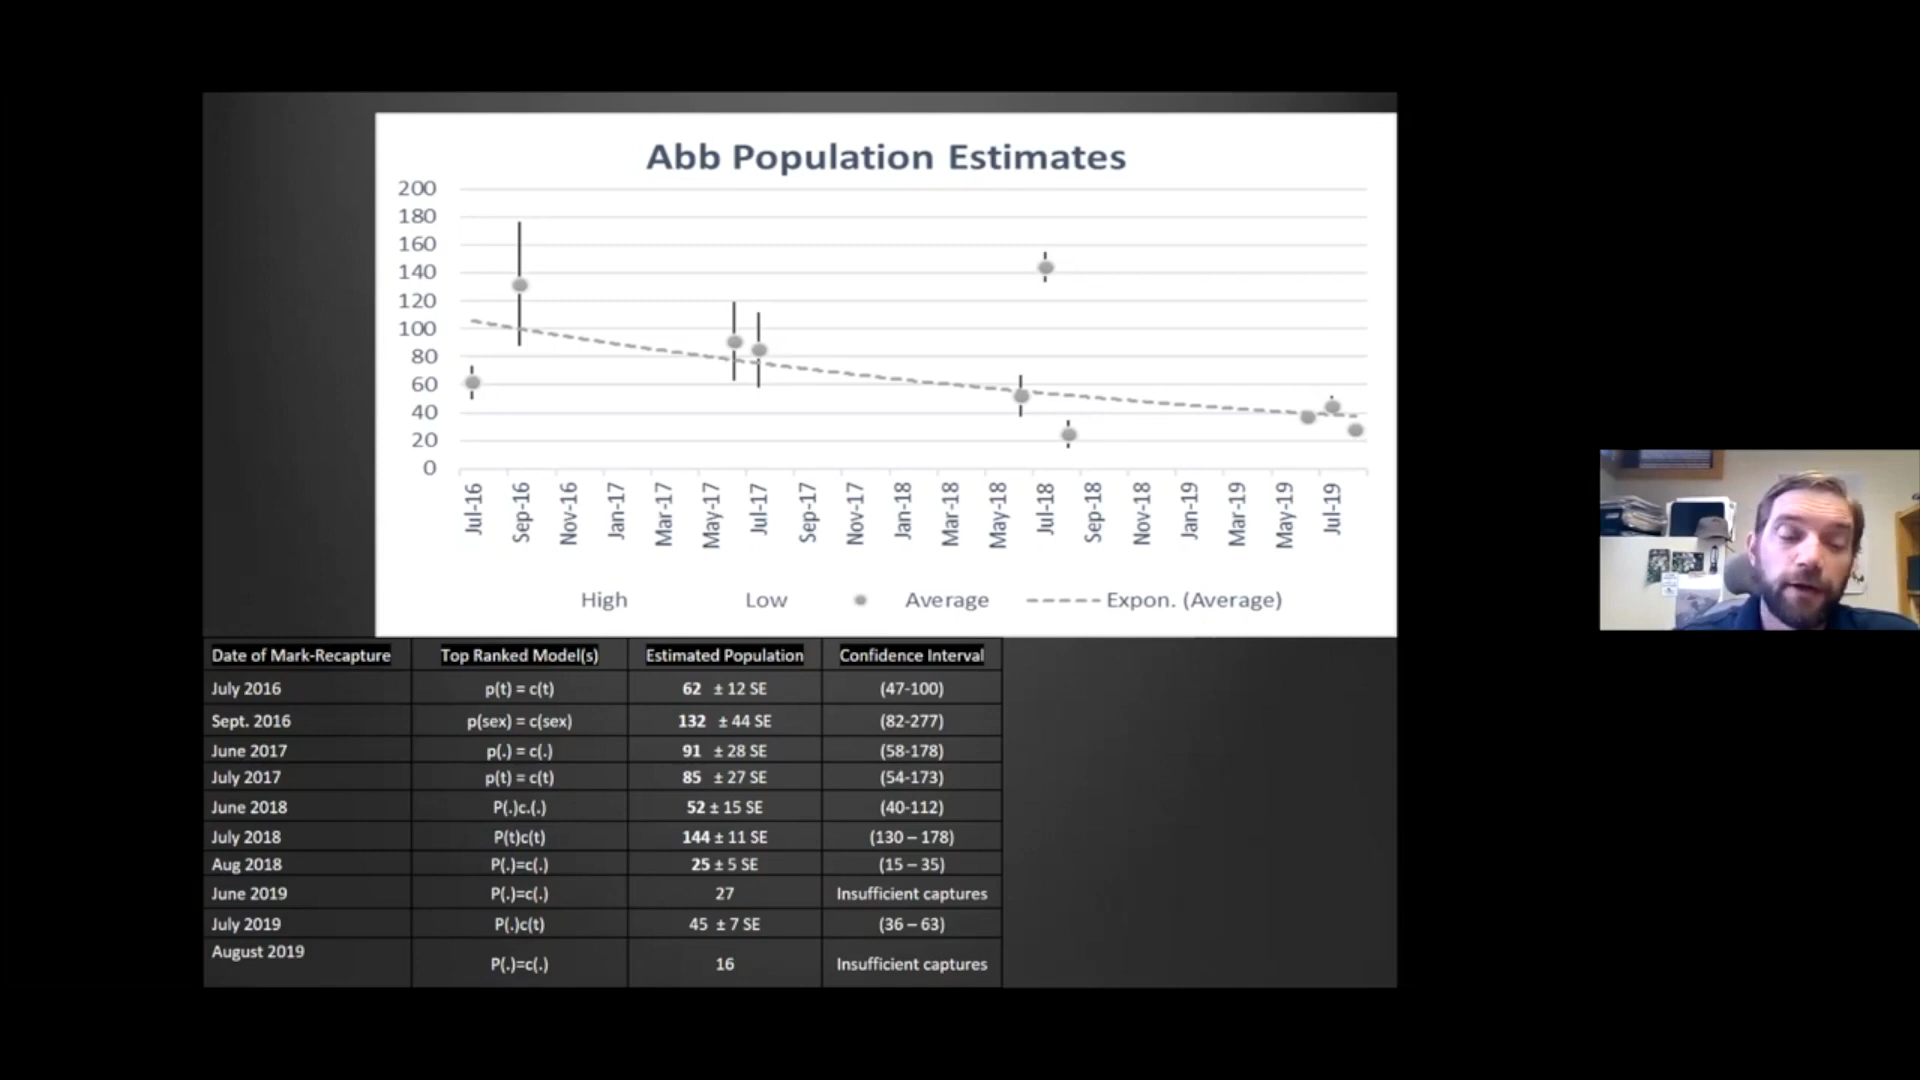 Abb Population Estimates
200
180
160
140
120
100
80
60
40
20
0
Jul-16 Sep-16 Nov-16 Jan-17 Mar-17 May-17 Jul-17 Sep-17 Nov-17 Jan-18 Mar-18 May-18 Jul-18 Sep-18 Nov-18 Jan-19 Mar-19 May-19 Jul-19
High Low Average Expon. (Average)
Date of Mark-Recapture Top Ranked Model(s) Estimated Population Confidence Interval
July 2016 p(t) = c(t) 62 ± 12 SE (47-100)
Sept. 2016 p(sex) = c(sex) 132 ± 44 SE (82-277)
June 2017 p(.) = c(.) 91 ± 28 SE (58-178)
July 2017 p(t) = c(t) 85 ± 27 SE (54-173)
June 2018 P(.)c.(.) 52 ± 15 SE (40-112)
July 2018 P(t)c(t) 144 ± 11 SE (130 – 178)
Aug 2018 P(.)=c(.) 25 ± 5 SE (15 – 35)
June 2019 P(.)=c(.) 27 Insufficient captures
July 2019 P(.)c(t) 45 ± 7 SE (36 – 63)
August 2019 P(.)=c(.) 16 Insufficient captures